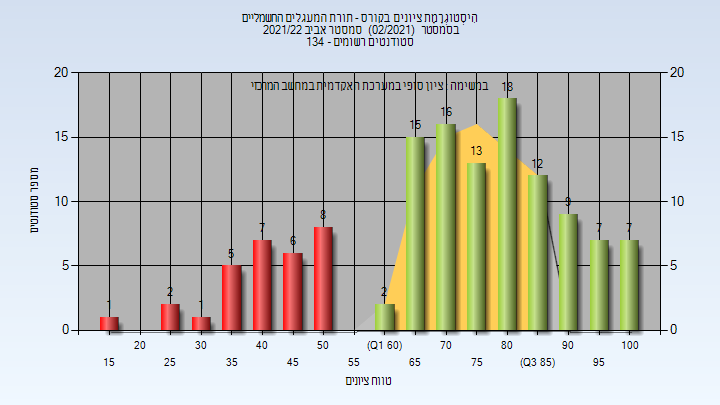 היסטוגרמת ציונים בקורס - תורת המעגלים החשמליים
בסמסטר (02/2021) סמסטר אביב 2021/22
סטודנטים רשומים - 134
במשימה: ציון סופי במערכת האקדמית במחשב המרכזי
20 20
15 15
10 10
5 5
0 0
1 2 1 5 7 6 8 2 15 16 13 18 12 9 7 7
מספר סטודנטים
20 30 40 50 (Q1 60) 70 80 90 100
15 25 35 45 55 65 75 (Q3 85) 95
טווח ציונים